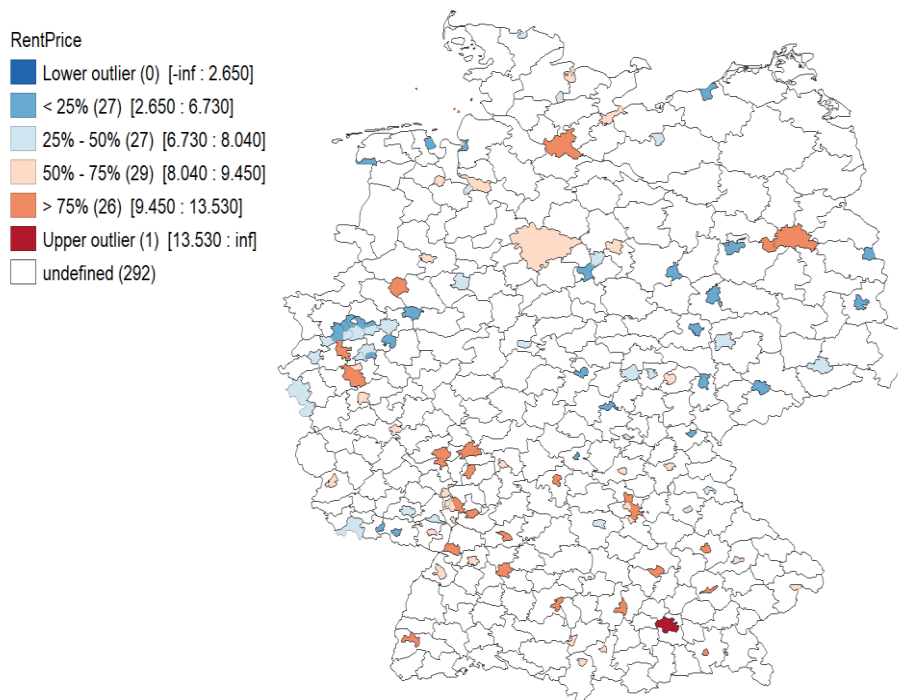 RentPrice
Lower outlier (0) [-inf : 2.650]
< 25% (27) [2.650 : 6.730]
25% - 50% (27) [6.730 : 8.040]
50% - 75% (29) [8.040 : 9.450]
> 75% (26) [9.450 : 13.530]
Upper outlier (1) [13.530 : inf]
undefined (292)